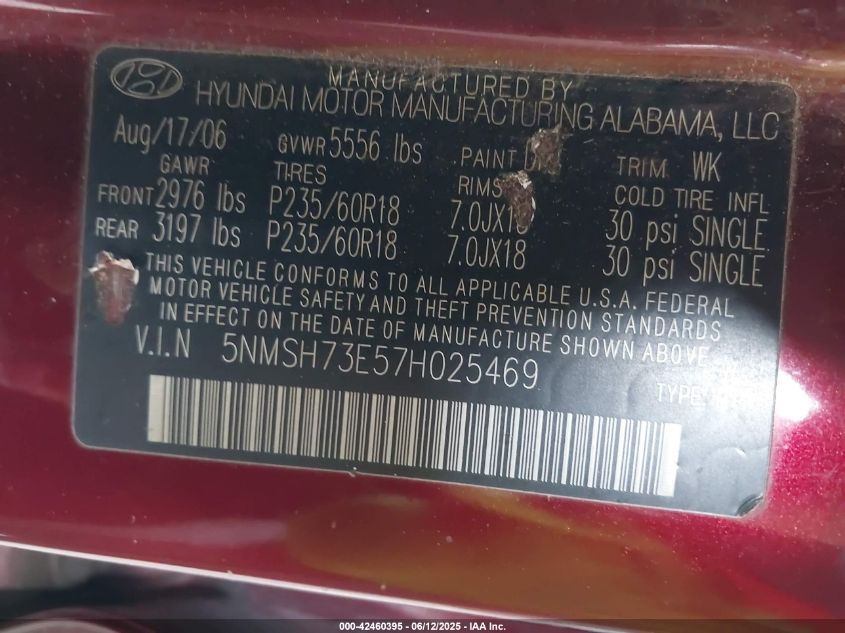 MANUFACTURED BY
HYUNDAI MOTOR MANUFACTURING ALABAMA, LLC
Aug/17/06 GVWR 5556 lbs PAINT TRIM WK
GAWR TIRES RIMS COLD TIRE INFL
FRONT 2976 lbs P235/60R18 7.0JX18 30 psi SINGLE
REAR 3197 lbs P235/60R18 7.0JX18 30 psi SINGLE
THIS VEHICLE CONFORMS TO ALL APPLICABLE U.S.A. FEDERAL
MOTOR VEHICLE SAFETY AND THEFT PREVENTION STANDARDS
IN EFFECT ON THE DATE OF MANUFACTURE SHOWN ABOVE.
V.I.N 5NMSH73E57H025469
TYPE:
000-42460395 - 06/12/2025 - IAA Inc.